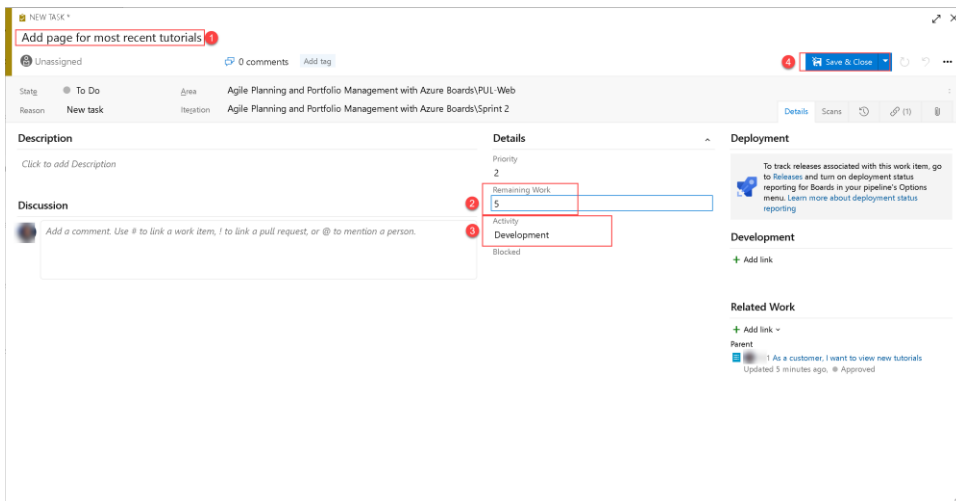 NEW TASK *
Add page for most recent tutorials 1
Unassigned
0 comments
Add tag
4
Save & Close
State
To Do
Area
Agile Planning and Portfolio Management with Azure Boards\PUL-Web
Reason
New task
Iteration
Agile Planning and Portfolio Management with Azure Boards\Sprint 2
Details
Scans
(1)
Description
Click to add Description
Discussion
Add a comment. Use # to link a work item, ! to link a pull request, or @ to mention a person.
Details
Priority
2
Remaining Work
2
5
Activity
3
Development
Blocked
Deployment
To track releases associated with this work item, go
to Releases and turn on deployment status
reporting for Boards in your pipeline's Options
menu. Learn more about deployment status
reporting
Development
+ Add link
Related Work
+ Add link
Parent
1 As a customer, I want to view new tutorials
Updated 5 minutes ago, Approved